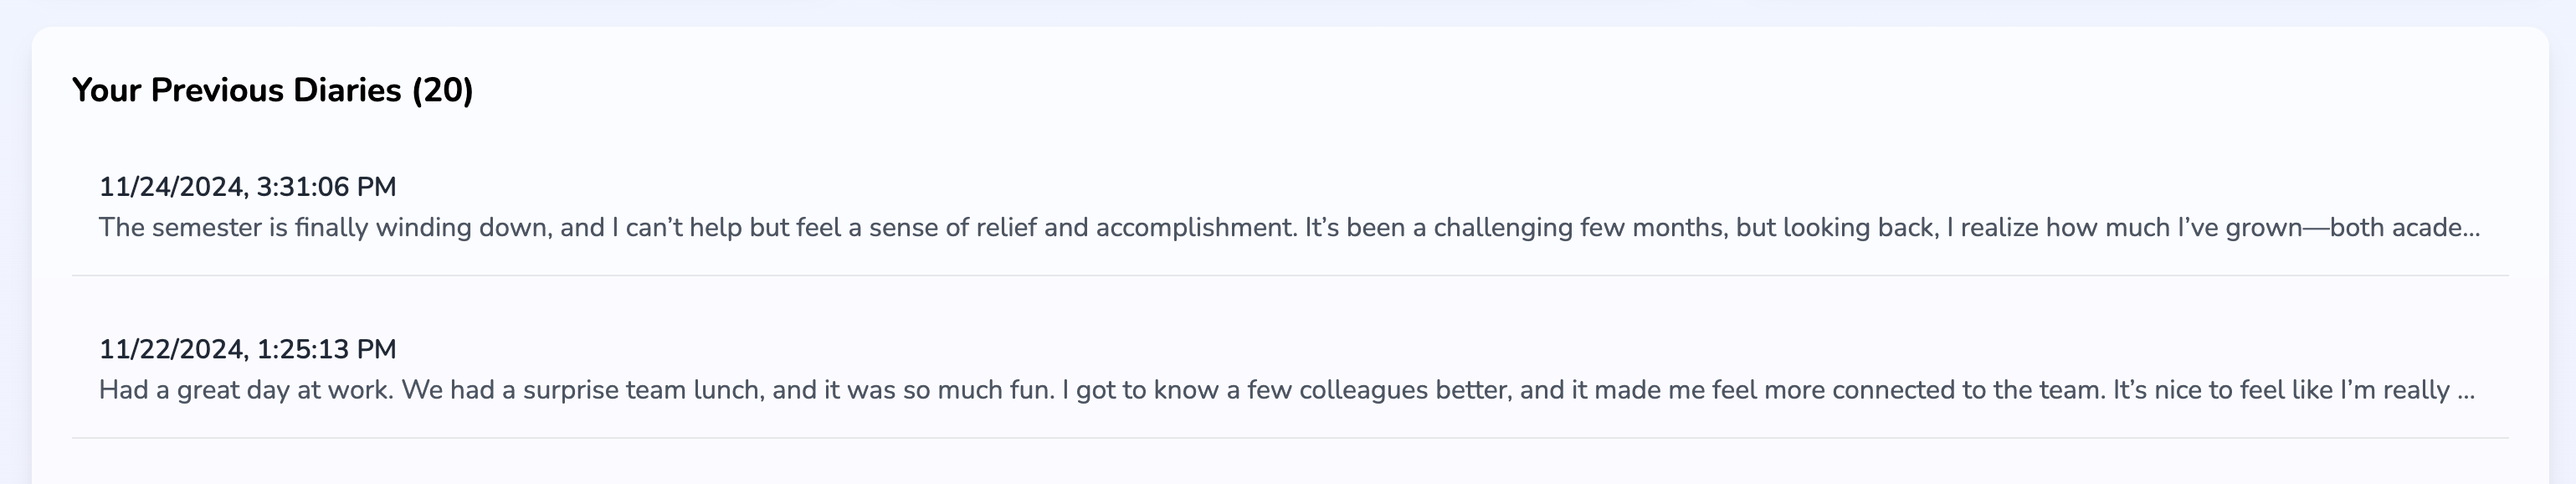 Your Previous Diaries (20)
11/24/2024, 3:31:06 PM
The semester is finally winding down, and I can’t help but feel a sense of relief and accomplishment. It’s been a challenging few months, but looking back, I realize how much I’ve grown—both acade...
11/22/2024, 1:25:13 PM
Had a great day at work. We had a surprise team lunch, and it was so much fun. I got to know a few colleagues better, and it made me feel more connected to the team. It’s nice to feel like I’m really ...